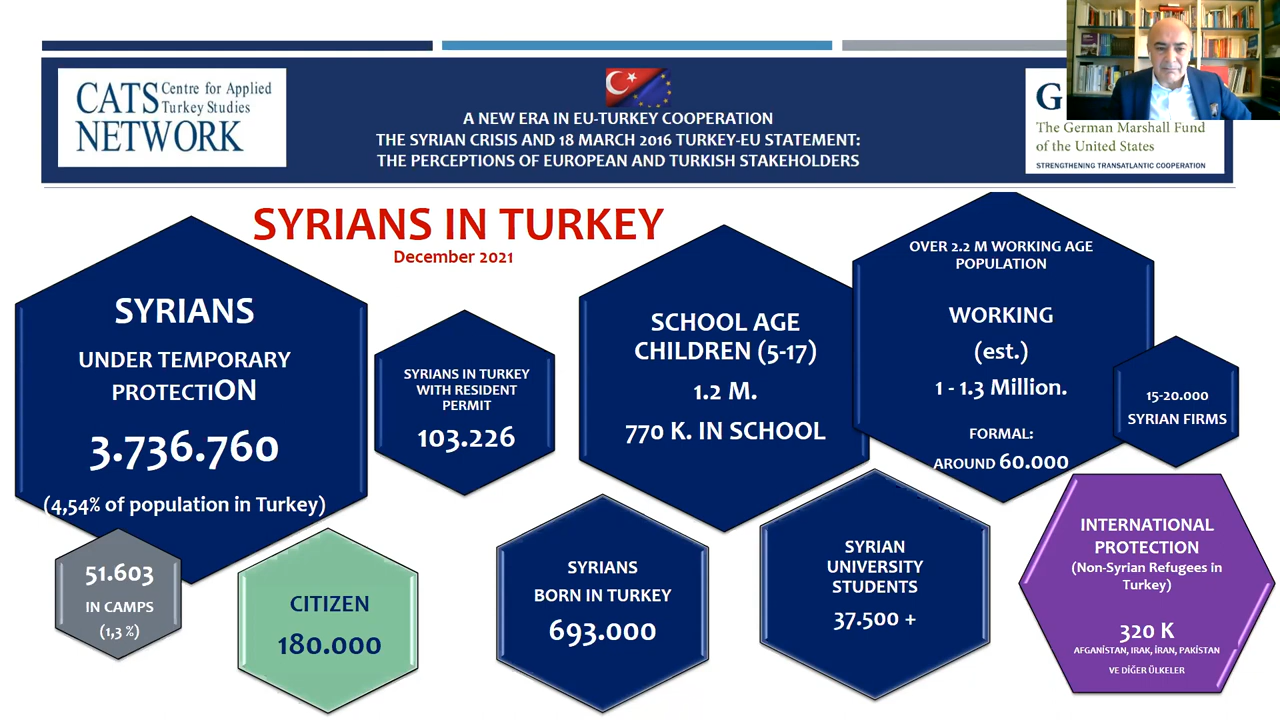 CATS Centre for Applied
Turkey Studies
NETWORK
A NEW ERA IN EU-TURKEY COOPERATION
THE SYRIAN CRISIS AND 18 MARCH 2016 TURKEY-EU STATEMENT:
THE PERCEPTIONS OF EUROPEAN AND TURKISH STAKEHOLDERS
G
The German Marshall Fund
of the United States
STRENGTHENING TRANSATLANTIC COOPERATION
SYRIANS IN TURKEY
December 2021
SYRIANS
UNDER TEMPORARY
PROTECTION
3.736.760
(4,54% of population in Turkey)
51.603
IN CAMPS
(1,3 %)
SYRIANS IN TURKEY
WITH RESIDENT
PERMIT
103.226
CITIZEN
180.000
SCHOOL AGE
CHILDREN (5-17)
1.2 M.
770 K. IN SCHOOL
SYRIANS
BORN IN TURKEY
693.000
OVER 2.2 M WORKING AGE
POPULATION
WORKING
(est.)
1 - 1.3 Million.
FORMAL:
AROUND 60.000
15-20.000
SYRIAN FIRMS
SYRIAN
UNIVERSITY
STUDENTS
37.500 +
INTERNATIONAL
PROTECTION
(Non-Syrian Refugees in
Turkey)
320 K
AFGANİSTAN, IRAK, İRAN, PAKİSTAN
VE DİĞER ÜLKELER